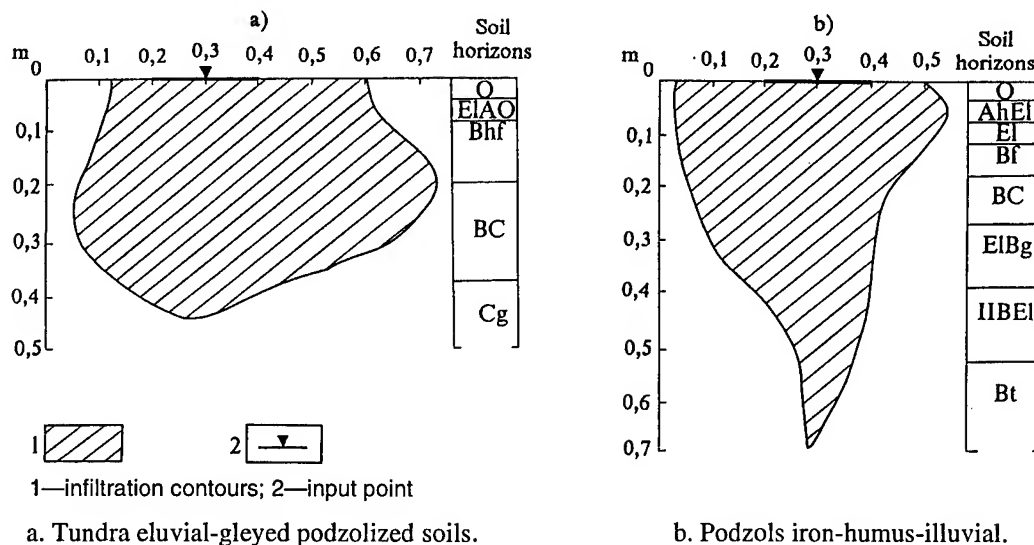 a)
m 0 0,1 0,2 0,3 0,4 0,5 0,6 0,7
Soil
horizons
O
ElAO
0,1 Bhf
0,2
BC
0,3
0,4
Cg
0,5
b)
m 0 0,1 0,2 0,3 0,4 0,5
Soil
horizons
O
AhEl
0,1 El
Bf
0,2 BC
0,3 ElBg
0,4
IIBEl
0,5
Bt
0,6
0,7
1 2
1—infiltration contours; 2—input point
a. Tundra eluvial-gleyed podzolized soils.
b. Podzols iron-humus-illuvial.